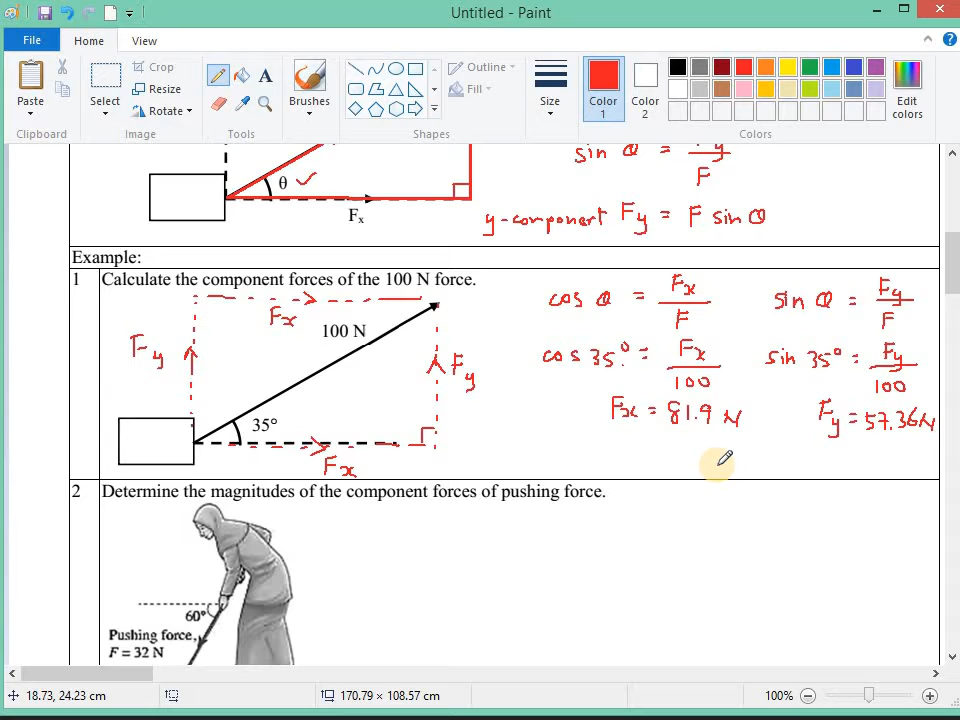 Untitled - Paint
File Home View
Paste
Clipboard
Select
Crop
Resize
Rotate
Image
A
Tools
Brushes
Outline
Fill
Shapes
Size
Color 1
Color 2
Edit colors
Colors
θ ✓
Fx
sin θ = Fy / F
y-component Fy = F sin θ
Example:
1 Calculate the component forces of the 100 N force.
Fx
100 N
Fy
Fy
35°
Fx
cos θ = Fx / F
cos 35° = Fx / 100
Fx = 81.9 N
sin θ = Fy / F
sin 35° = Fy / 100
Fy = 57.36N
2 Determine the magnitudes of the component forces of pushing force.
60°
Pushing force,
F = 32 N
18.73, 24.23 cm
170.79 × 108.57 cm
100%